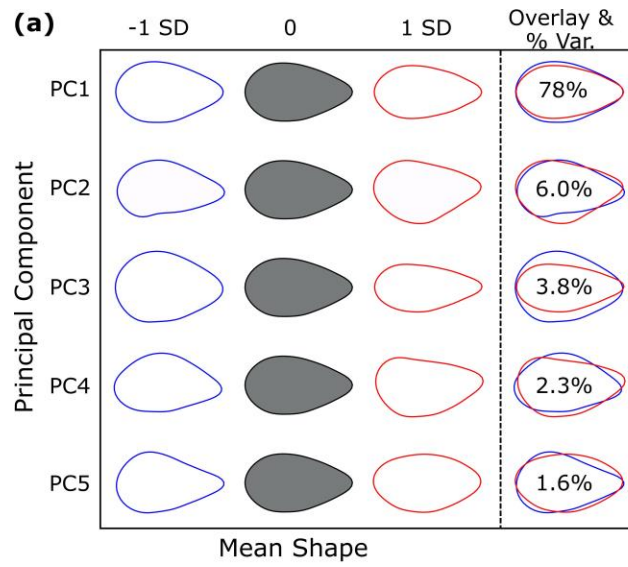 (a)
-1 SD 0 1 SD Overlay &
% Var.
PC1 78%
PC2 6.0%
PC3 3.8%
PC4 2.3%
PC5 1.6%
Principal Component
Mean Shape